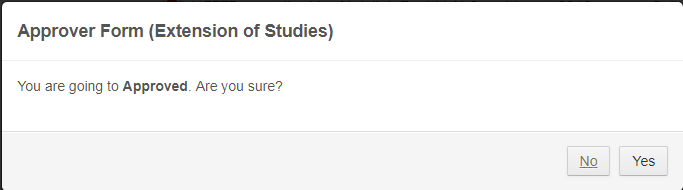 Approver Form (Extension of Studies)
You are going to Approved. Are you sure?
No Yes